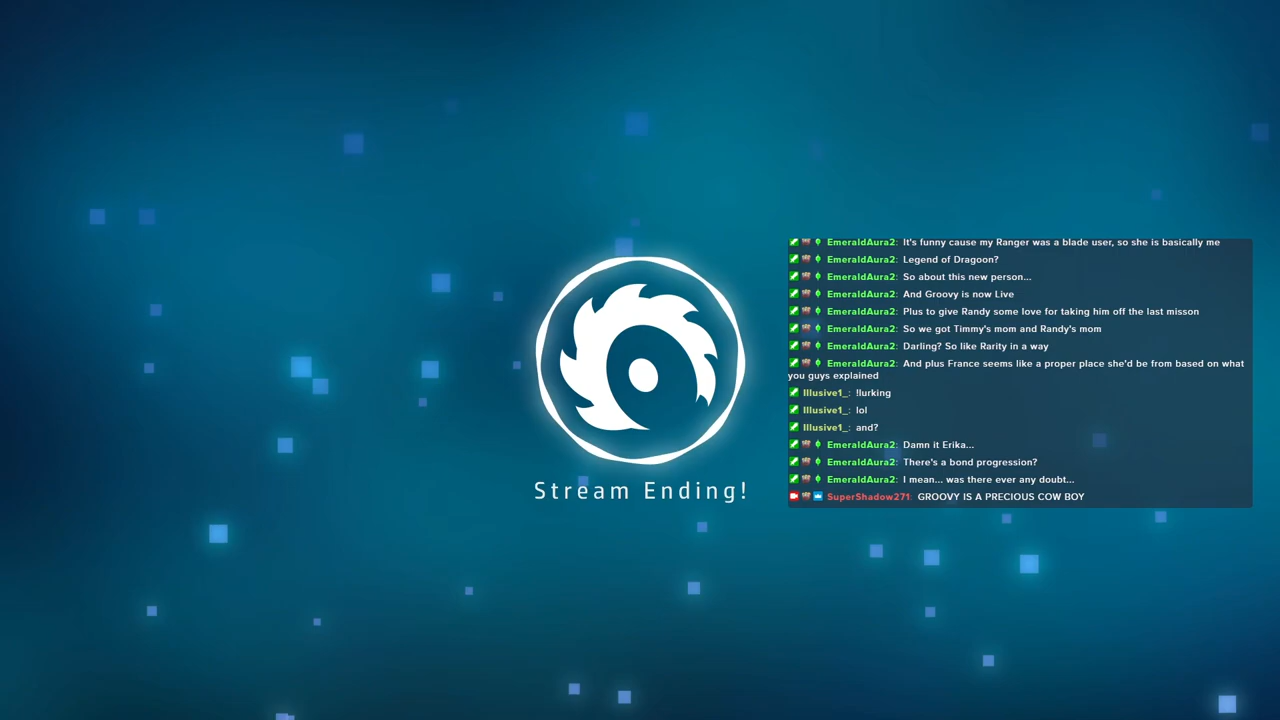 EmeraldAura2: It's funny cause my Ranger was a blade user, so she is basically me
EmeraldAura2: Legend of Dragoon?
EmeraldAura2: So about this new person...
EmeraldAura2: And Groovy is now Live
EmeraldAura2: Plus to give Randy some love for taking him off the last misson
EmeraldAura2: So we got Timmy's mom and Randy's mom
EmeraldAura2: Darling? So like Rarity in a way
EmeraldAura2: And plus France seems like a proper place she'd be from based on what
you guys explained
Illusive1_: !lurking
Illusive1_: lol
Illusive1_: and?
EmeraldAura2: Damn it Erika...
EmeraldAura2: There's a bond progression?
EmeraldAura2: I mean... was there ever any doubt...
SuperShadow271: GROOVY IS A PRECIOUS COW BOY
Stream Ending!